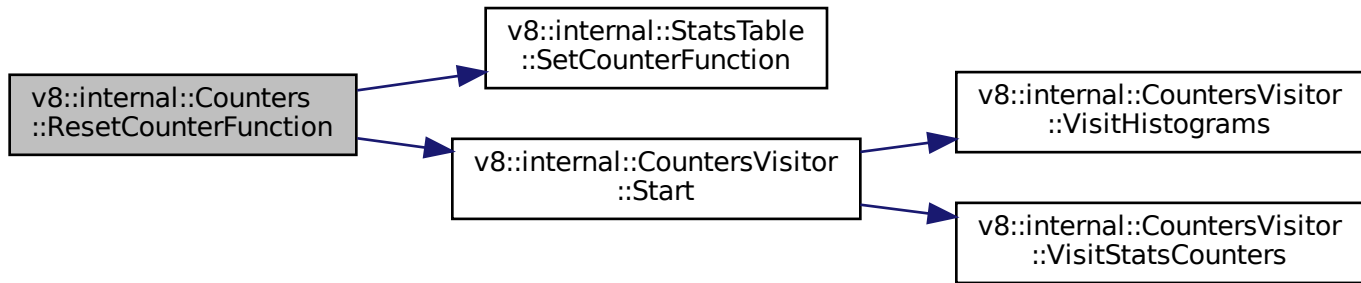 v8::internal::Counters
::ResetCounterFunction
v8::internal::StatsTable
::SetCounterFunction
v8::internal::CountersVisitor
::Start
v8::internal::CountersVisitor
::VisitHistograms
v8::internal::CountersVisitor
::VisitStatsCounters